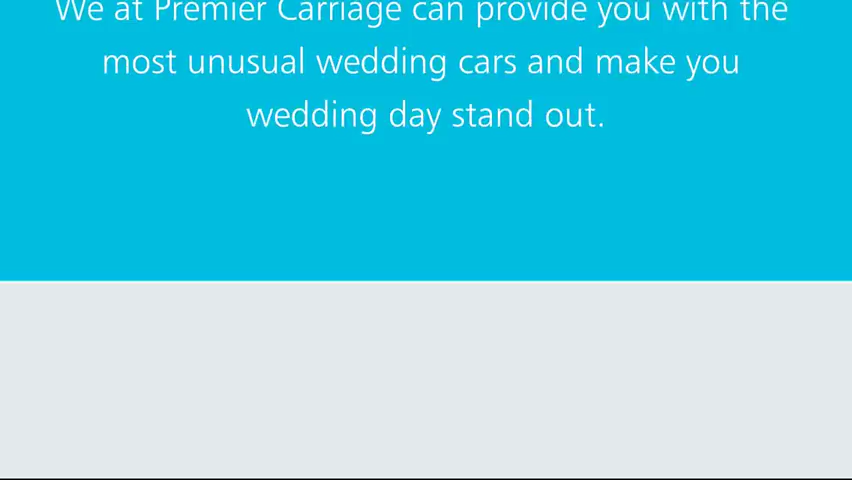 We at Premier Carriage can provide you with the
most unusual wedding cars and make you
wedding day stand out.